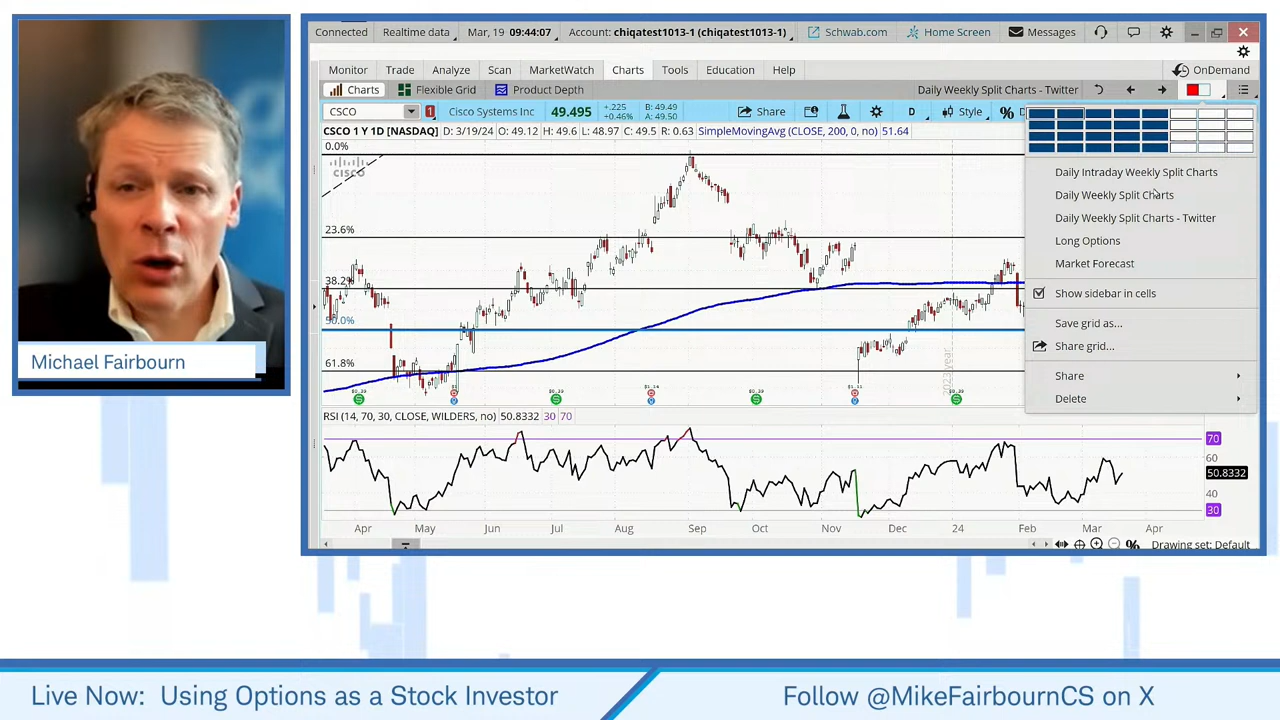 Connected
Realtime data
Mar, 19
09:44:07
Account: chiqatest1013-1 (chiqatest1013-1)
Schwab.com
Home Screen
Messages
Monitor
Trade
Analyze
Scan
MarketWatch
Charts
Tools
Education
Help
OnDemand
Charts
Flexible Grid
Product Depth
Daily Weekly Split Charts - Twitter
CSCO
1
Cisco Systems Inc
49.495
+.225
+0.46%
B: 49.49
A: 49.50
Share
D
Style
%
CSCO 1 Y 1D [NASDAQ]
D: 3/19/24
O: 49.12
H: 49.6
L: 48.97
C: 49.5
R: 0.63
SimpleMovingAvg (CLOSE, 200, 0, no)
51.64
0.0%
cisco
23.6%
38.2%
50.0%
61.8%
2023 year
Daily Intraday Weekly Split Charts
Daily Weekly Split Charts
Daily Weekly Split Charts - Twitter
Long Options
Market Forecast
Show sidebar in cells
Save grid as...
Share grid...
Share
Delete
RSI (14, 70, 30, CLOSE, WILDERS, no)
50.8332
30
70
70
60
50.8332
40
30
Apr
May
Jun
Jul
Aug
Sep
Oct
Nov
Dec
24
Feb
Mar
Apr
Drawing set: Default
Michael Fairbourn
Live Now: Using Options as a Stock Investor
Follow @MikeFairbournCS on X